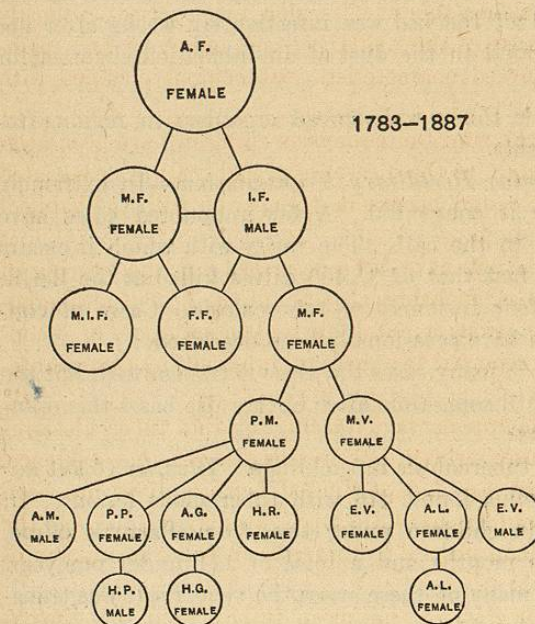 A. F.
FEMALE
1783–1887
M. F.
FEMALE
I. F.
MALE
M. I. F.
FEMALE
F. F.
FEMALE
M. F.
FEMALE
P. M.
FEMALE
M. V.
FEMALE
A. M.
MALE
P. P.
FEMALE
A. G.
FEMALE
H. R.
FEMALE
E. V.
FEMALE
A. L.
FEMALE
E. V.
MALE
H. P.
MALE
H. G.
FEMALE
A. L.
FEMALE